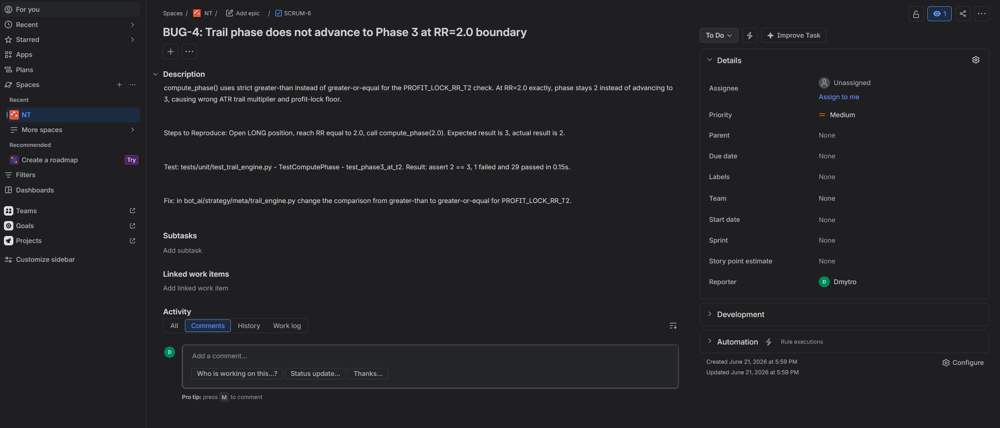 For you
Recent
Starred
Apps
Plans
Spaces
Recent
NT
More spaces
Recommended
Create a roadmap
Try
Filters
Dashboards
Teams
Goals
Projects
Customize sidebar
Spaces / NT / Add epic / SCRUM-6
BUG-4: Trail phase does not advance to Phase 3 at RR=2.0 boundary
Description
compute_phase() uses strict greater-than instead of greater-or-equal for the PROFIT_LOCK_RR_T2 check. At RR=2.0 exactly, phase stays 2 instead of advancing to
3, causing wrong ATR trail multiplier and profit-lock floor.
Steps to Reproduce: Open LONG position, reach RR equal to 2.0, call compute_phase(2.0). Expected result is 3, actual result is 2.
Test: tests/unit/test_trail_engine.py - TestComputePhase - test_phase3_at_t2. Result: assert 2 == 3, 1 failed and 29 passed in 0.15s.
Fix: in bot_ai/strategy/meta/trail_engine.py change the comparison from greater-than to greater-or-equal for PROFIT_LOCK_RR_T2.
Subtasks
Add subtask
Linked work items
Add linked work item
Activity
All Comments History Work log
D
Add a comment...
Who is working on this...? Status update... Thanks...
Pro tip: press M to comment
1
To Do
Improve Task
Details
Assignee
Unassigned
Assign to me
Priority
Medium
Parent
None
Due date
None
Labels
None
Team
None
Start date
None
Sprint
None
Story point estimate
None
Reporter
D Dmytro
Development
Automation Rule executions
Created June 21, 2026 at 5:59 PM
Updated June 21, 2026 at 5:59 PM
Configure